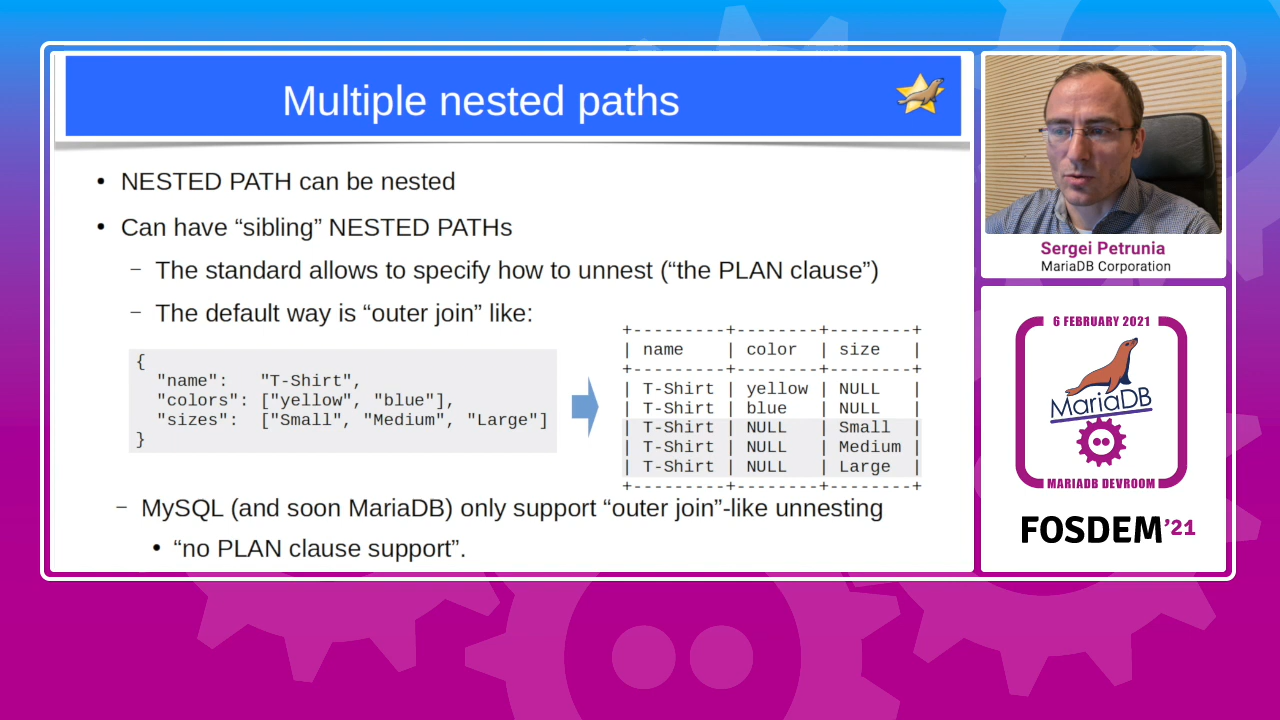 Multiple nested paths
• NESTED PATH can be nested
• Can have “sibling” NESTED PATHs
– The standard allows to specify how to unnest (“the PLAN clause”)
– The default way is “outer join” like:
{
"name": "T-Shirt",
"colors": ["yellow", "blue"],
"sizes": ["Small", "Medium", "Large"]
}
+---------+--------+--------+
| name | color | size |
+---------+--------+--------+
| T-Shirt | yellow | NULL |
| T-Shirt | blue | NULL |
| T-Shirt | NULL | Small |
| T-Shirt | NULL | Medium |
| T-Shirt | NULL | Large |
+---------+--------+--------+
– MySQL (and soon MariaDB) only support “outer join”-like unnesting
• “no PLAN clause support”.
Sergei Petrunia
MariaDB Corporation
6 FEBRUARY 2021
MariaDB
MARIADB DEVROOM
FOSDEM’21